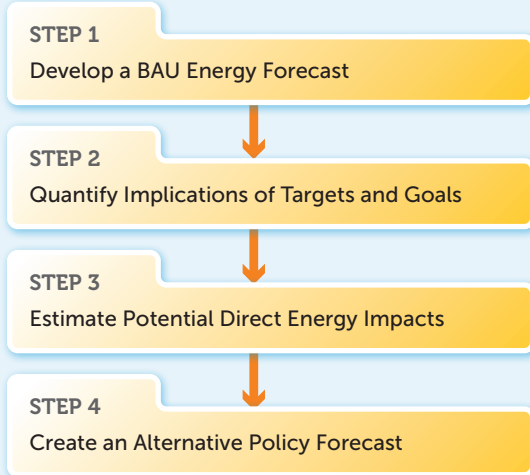 STEP 1
Develop a BAU Energy Forecast
STEP 2
Quantify Implications of Targets and Goals
STEP 3
Estimate Potential Direct Energy Impacts
STEP 4
Create an Alternative Policy Forecast